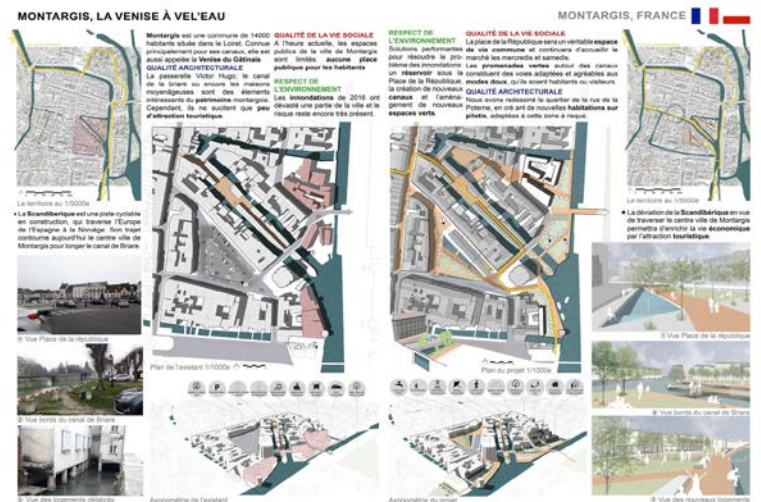 MONTARGIS, LA VENISE À VEL'EAU
MONTARGIS, FRANCE
Montargis est une commune de 14000
habitants située dans le Loiret. Connue
principalement pour ses canaux, elle est
aussi appelée la Venise du Gâtinais
QUALITÉ ARCHITECTURALE
La passerelle Victor Hugo, le canal
de la briare ou encore les maisons
moyenâgeuses sont des élements
intéressants du patrimoine montargois.
Cependant, ils ne sucitent que peu
d'attraction touristique.
QUALITÉ DE LA VIE SOCIALE
A l'heure actuelle, les espaces
publics de la ville de Montargis
sont limités: aucune place
publique pour les habitants
RESPECT DE
L'ENVIRONNEMENT
Les innondations de 2016 ont
dévasté une partie de la ville et le
risque reste encore très présent.
RESPECT DE
L'ENVIRONNEMENT
Solutions performantes
pour résoudre le pro-
blème des innondations
: un réservoir sous la
Place de la République,
la création de nouveaux
canaux et l'aména-
gement de nouveaux
espaces verts.
QUALITÉ DE LA VIE SOCIALE
La place de la République sera un véritable espace
de vie commune et continuera d'accueillir le
marché les mercredis et samedis.
Les promenades vertes autour des canaux
constituent des voies adaptées et agréables aux
modes doux, qu'ils soient habitants ou visiteurs.
QUALITÉ ARCHITECTURALE
Nous avons redessiné le quartier de la rue de la
Poterne, en créant de nouvelles habitations sur
pilotis, adaptées à cette zone à risque.
Le territoire au 1/5000e
Le territoire au 1/5000e
La Scandibérique est une piste cyclable
en construction, qui traverse l'Europe
de l'Espagne à la Norvège. Son trajet
contourne aujourd'hui le centre ville de
Montargis pour longer le canal de Briare.
La déviation de la Scandibérique en vue
de traverser le centre ville de Montargis
permettra d'enrichir la vie économique
par l'attraction touristique.
① Vue Place de la république
② Vue bords du canal de Briare
③ Vue des logements délabrés
Plan de l'existant 1/1000e
Plan du projet 1/1000e
P
Axonométrie de l'existant
Axonométrie du projet
① Vue Place de la république
② Vue bords du canal de Briare
③ Vue des nouveaux logements